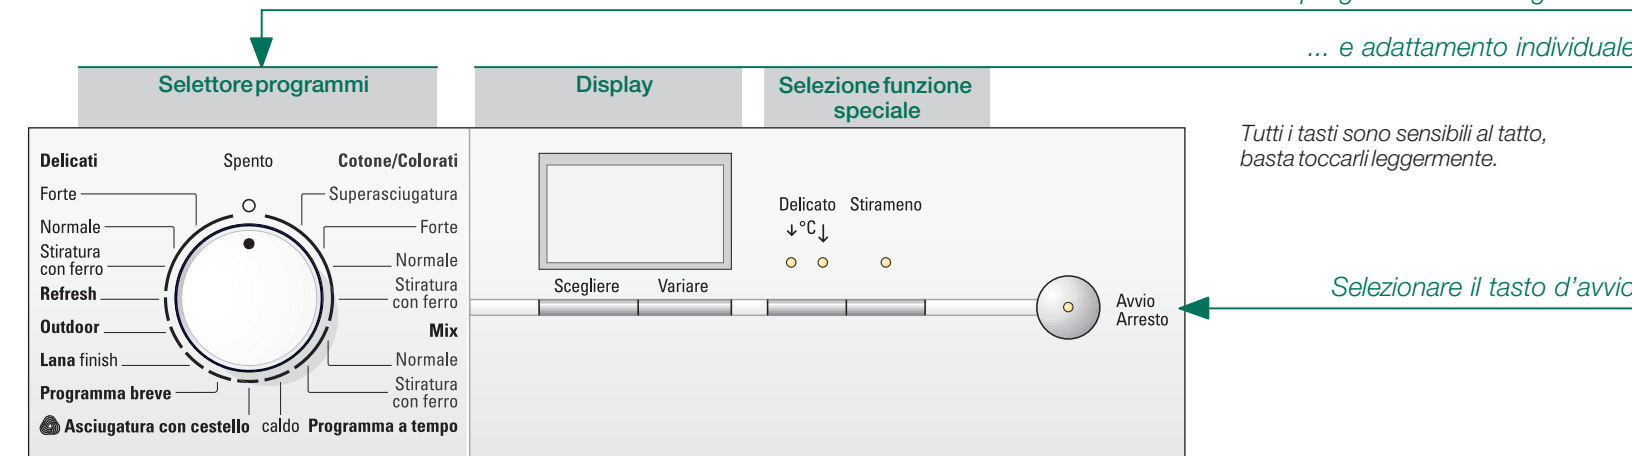 ... e adattamento individuale
Selettore programmi
Display
Selezione funzione
speciale
Tutti i tasti sono sensibili al tatto,
basta toccarli leggermente.
Delicati
Spento
Cotone/Colorati
Forte
Superasciugatura
Normale
Forte
Stiratura
con ferro
Normale
Refresh
Stiratura
con ferro
Outdoor
Mix
Lana finish
Normale
Programma breve
Stiratura
con ferro
Asciugatura con cestello
caldo Programma a tempo
Scegliere
Variare
Delicato
Stirameno
↓°C↓
Avvio
Arresto
Selezionare il tasto d'avvio